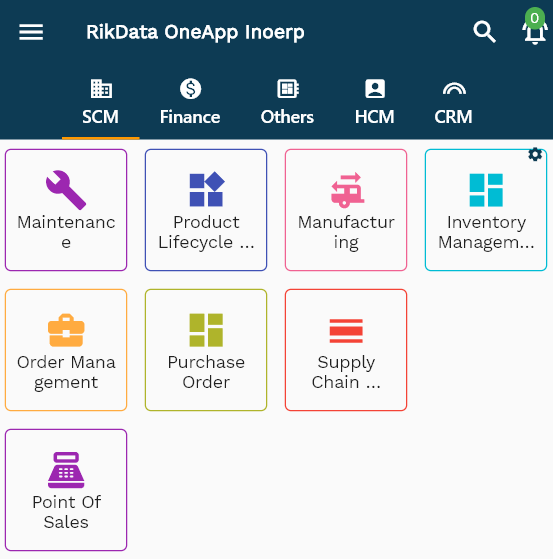 RikData OneApp Inoerp
0
SCM
Finance
Others
HCM
CRM
Maintenanc
e
Product
Lifecycle ...
Manufactur
ing
Inventory
Managem...
Order Mana
gement
Purchase
Order
Supply
Chain ...
Point Of
Sales